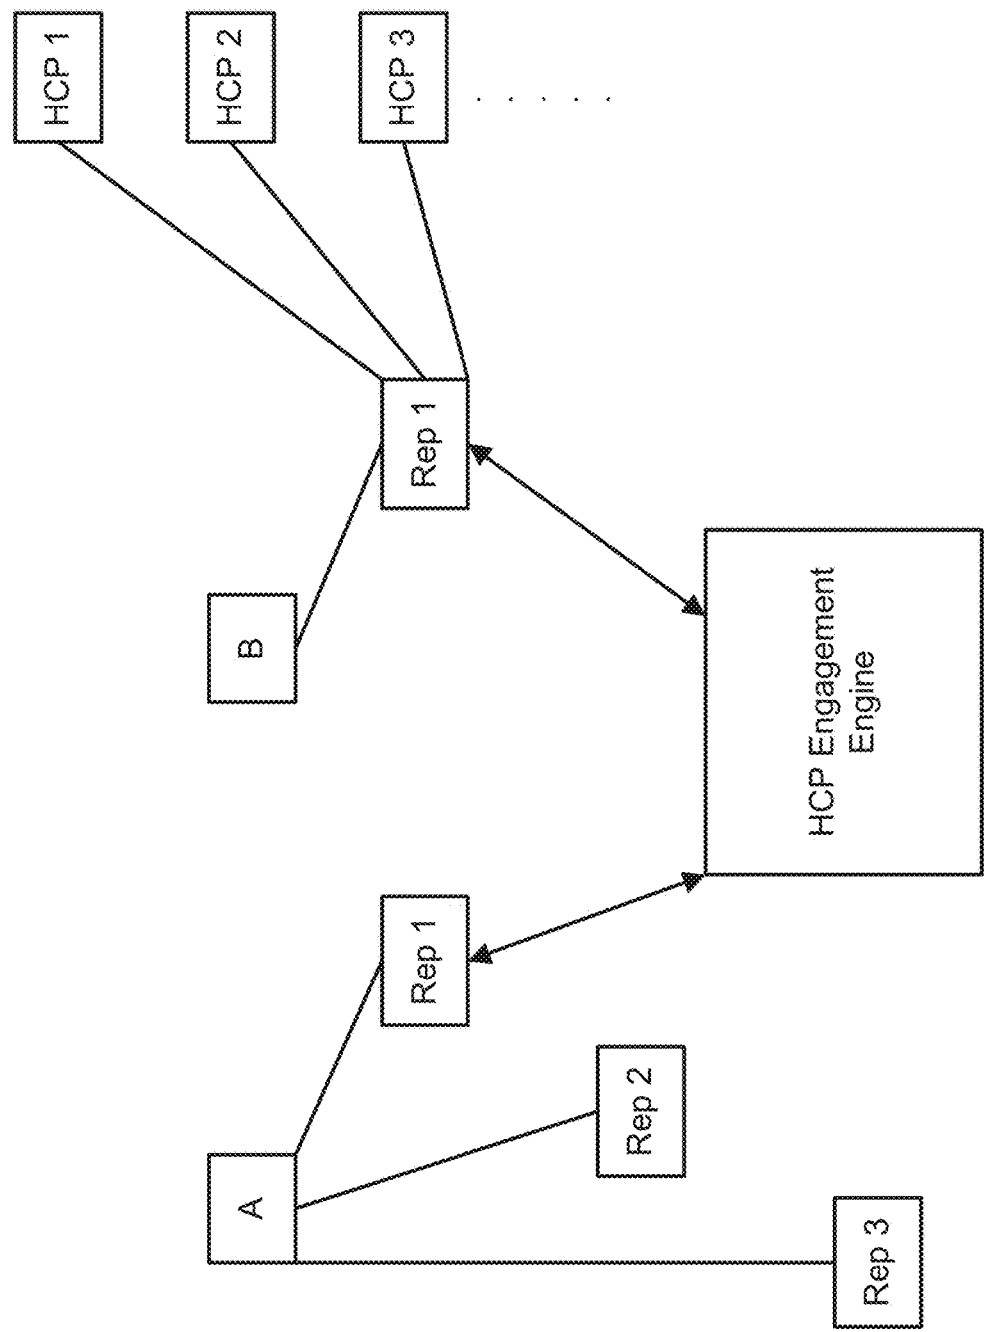 A
B
Rep 1
Rep 1
Rep 2
Rep 3
HCP 1
HCP 2
HCP 3
. . . . .
HCP Engagement
Engine